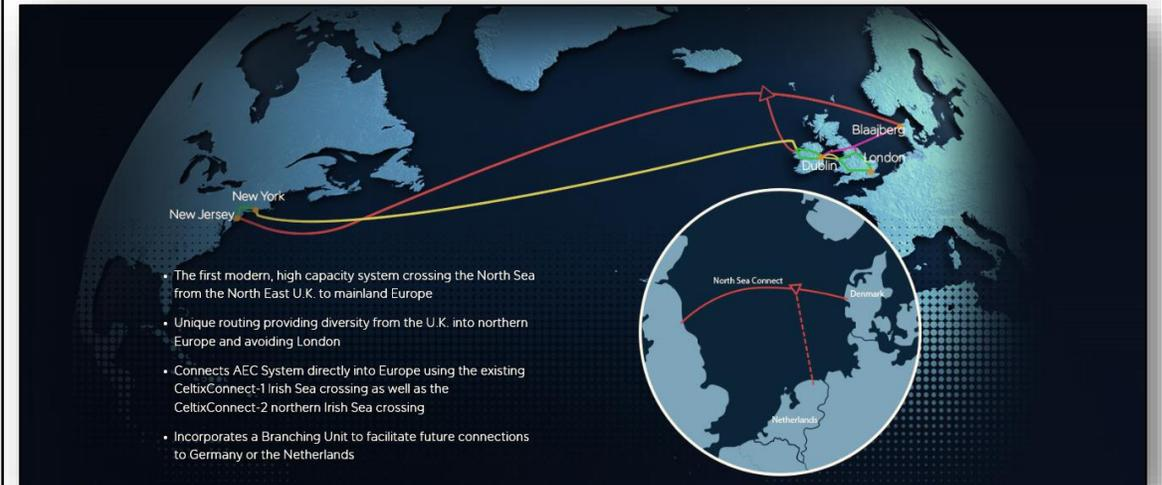 Blaajberg
London
Dublin
New York
New Jersey
• The first modern, high capacity system crossing the North Sea
from the North East U.K. to mainland Europe
• Unique routing providing diversity from the U.K. into northern
Europe and avoiding London
• Connects AEC System directly into Europe using the existing
CeltixConnect-1 Irish Sea crossing as well as the
CeltixConnect-2 northern Irish Sea crossing
• Incorporates a Branching Unit to facilitate future connections
to Germany or the Netherlands
North Sea Connect
Denmark
Netherlands